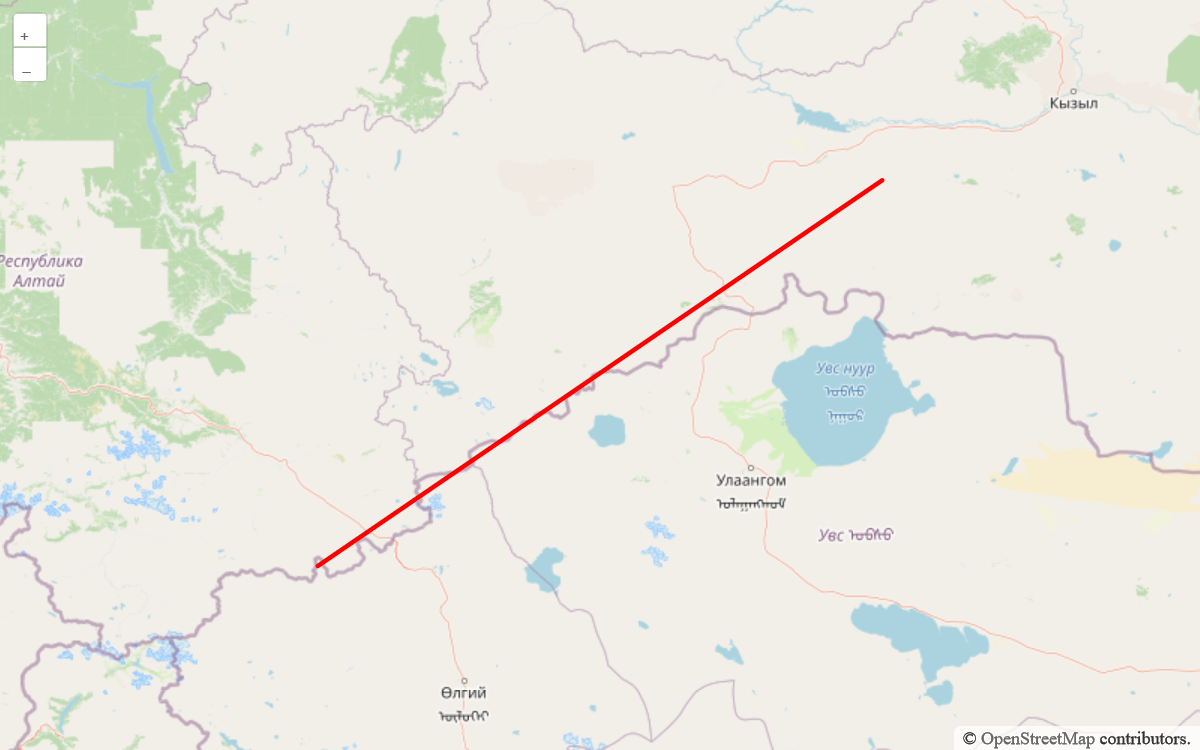 +
–
Кызыл
Республика
Алтай
Увс нуур
Улаангом
Увс
Өлгий
© OpenStreetMap contributors.